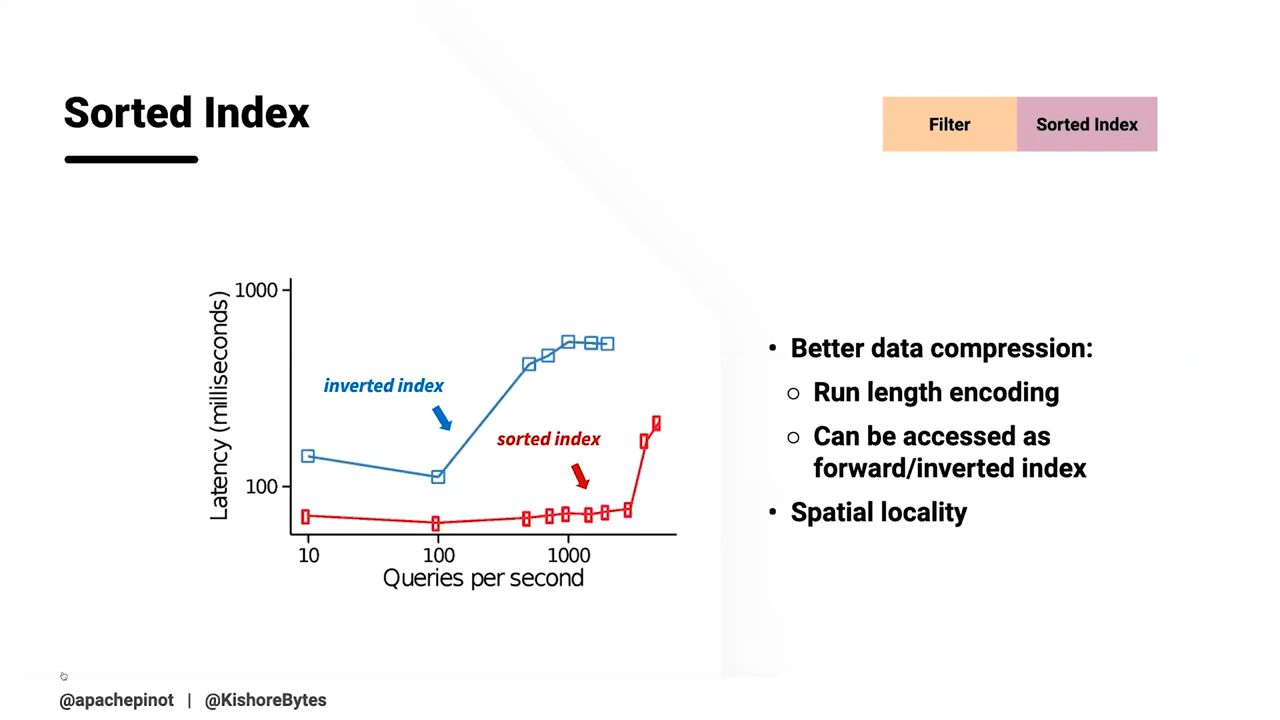 Sorted Index
Filter
Sorted Index
1000
100
Latency (milliseconds)
inverted index
sorted index
10
100
1000
Queries per second
• Better data compression:
○ Run length encoding
○ Can be accessed as
forward/inverted index
• Spatial locality
@apachepinot | @KishoreBytes